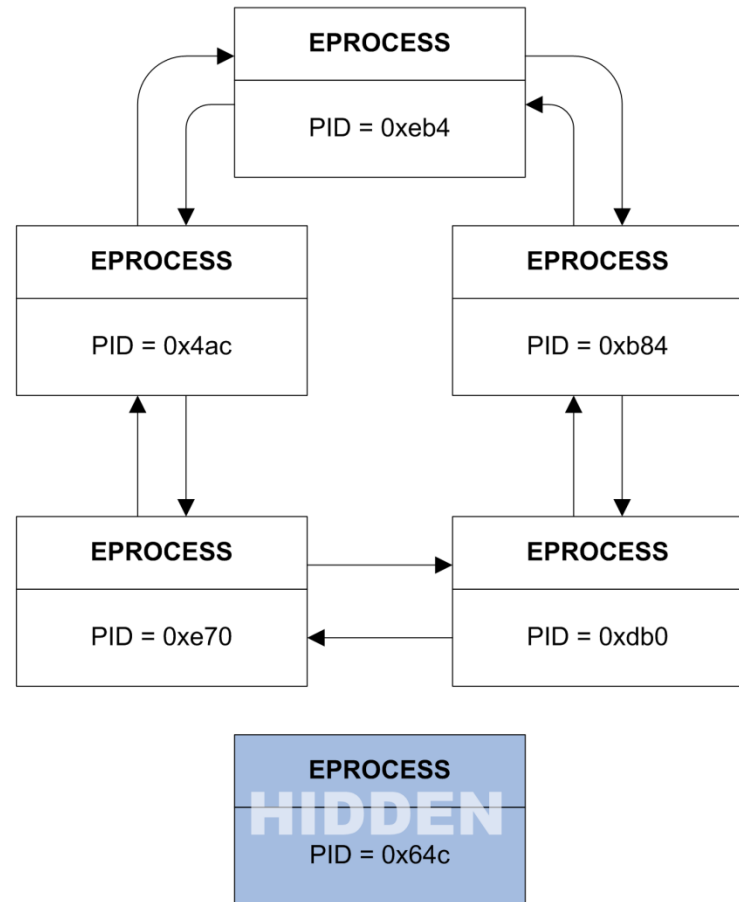 EPROCESS
PID = 0xeb4
EPROCESS
PID = 0x4ac
EPROCESS
PID = 0xb84
EPROCESS
PID = 0xe70
EPROCESS
PID = 0xdb0
EPROCESS
HIDDEN
PID = 0x64c